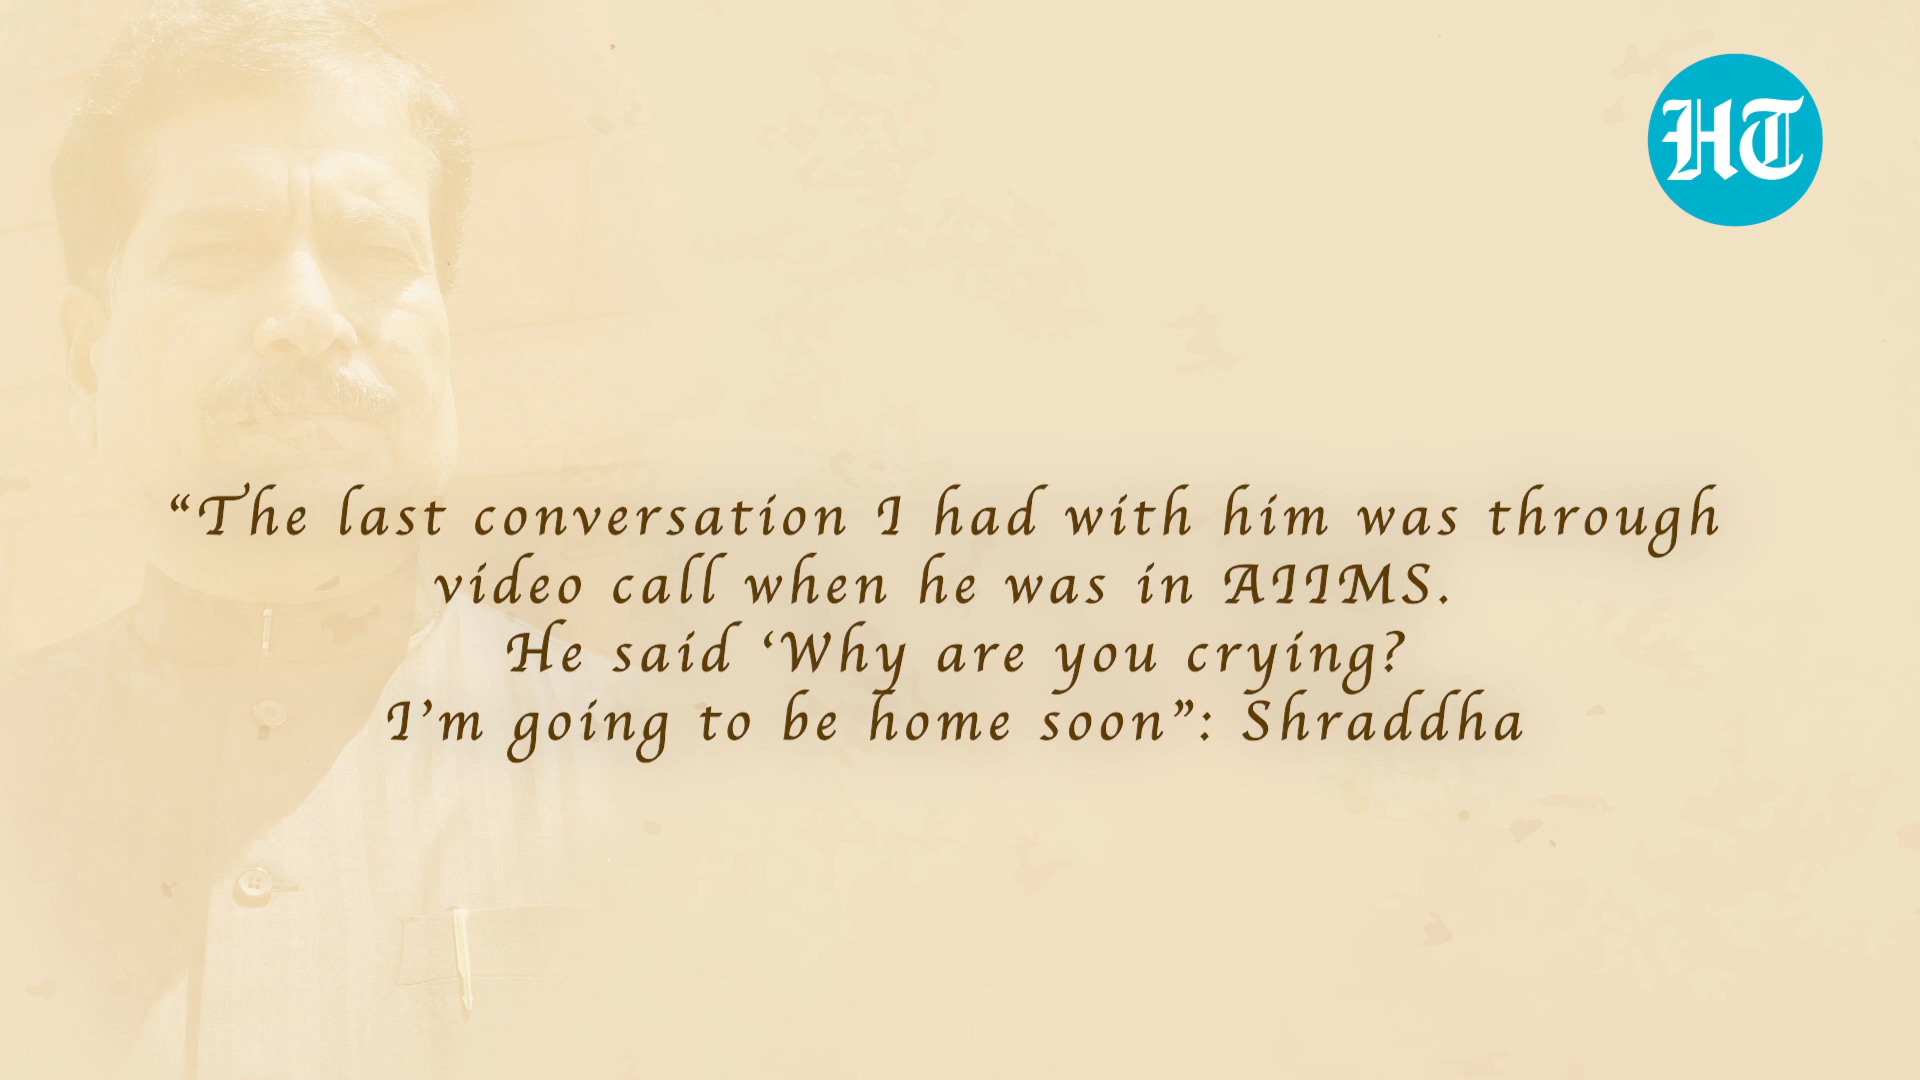 HT
“The last conversation I had with him was through
video call when he was in AIIMS.
He said ‘Why are you crying?
I’m going to be home soon”: Shraddha